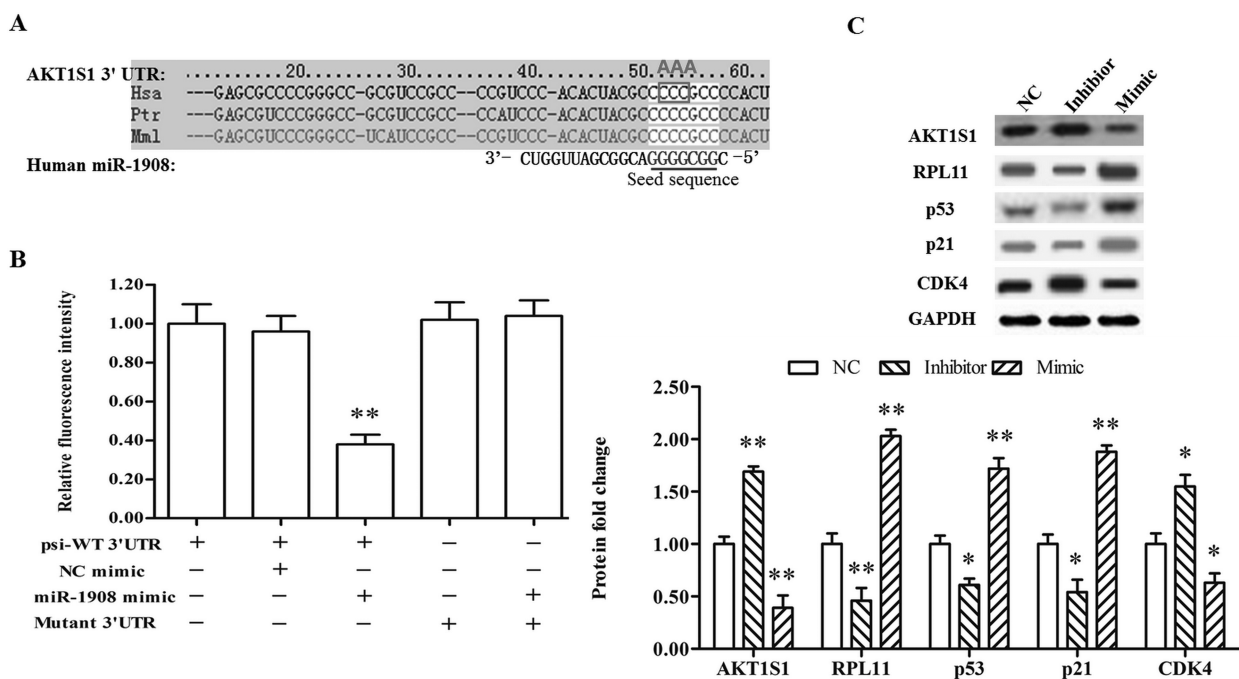 A
AAA
AKT1S1 3' UTR: ........20........30........40........50........60..
Hsa ---GAGCGCCCCGGGCC-GCGUCCGCC--CCGUCCC-ACACUACGCCCCCGCCCCACU
Ptr ---GAGCGUCCCGGGCC-GCGUCCGCC--CCAUCCC-ACACUACGCCCCCGCCCCACU
Mml ---GAGCGUCCCGGGCC-UCAUCCGCC--CCGUCCC-ACACUACGCCCCCGCCCCACU
Human miR-1908: 3'- CUGGUUAGCGGCAGGGGCGGC -5'
Seed sequence
B
Relative fluorescence intensity
1.20
1.00
0.80
0.60
0.40
0.20
0.00
**
psi-WT 3'UTR + + + – –
NC mimic – + – – –
miR-1908 mimic – – + – +
Mutant 3'UTR – – – + +
C
NC Inhibior Mimic
AKT1S1
RPL11
p53
p21
CDK4
GAPDH
NC Inhibitor Mimic
Protein fold change
2.50
2.00
1.50
1.00
0.50
0.00
** ** ** ** * ** * ** * *
AKT1S1 RPL11 p53 p21 CDK4